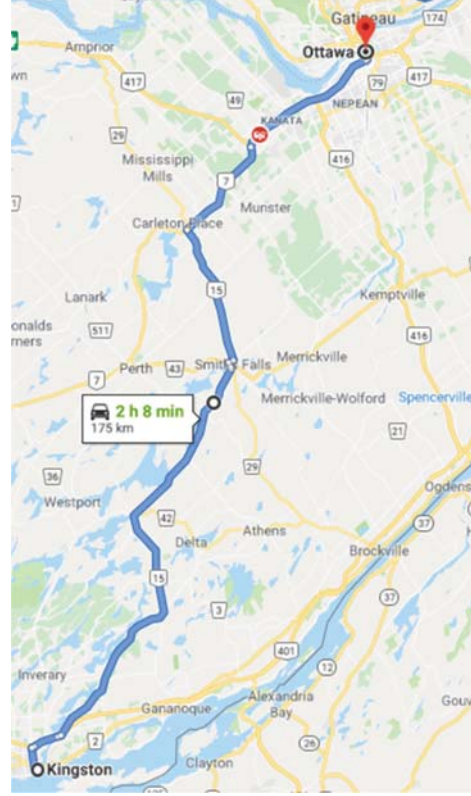 Gatineau
174
Arnprior
Ottawa
417
79
417
49
NEPEAN
KANATA
29
416
Mississippi
Mills
7
Munster
Carleton Place
15
Lanark
Kemptville
onalds
rners
511
416
Perth
43
Smiths Falls
Merrickville
7
2 h 8 min
175 km
Merrickville-Wolford
Spencerville
21
36
29
Ogdens
Westport
42
37
Delta
Athens
Brockville
15
37
3
401
Inverary
12
Gananoque
Alexandria
Bay
Gouv
2
26
Kingston
Clayton